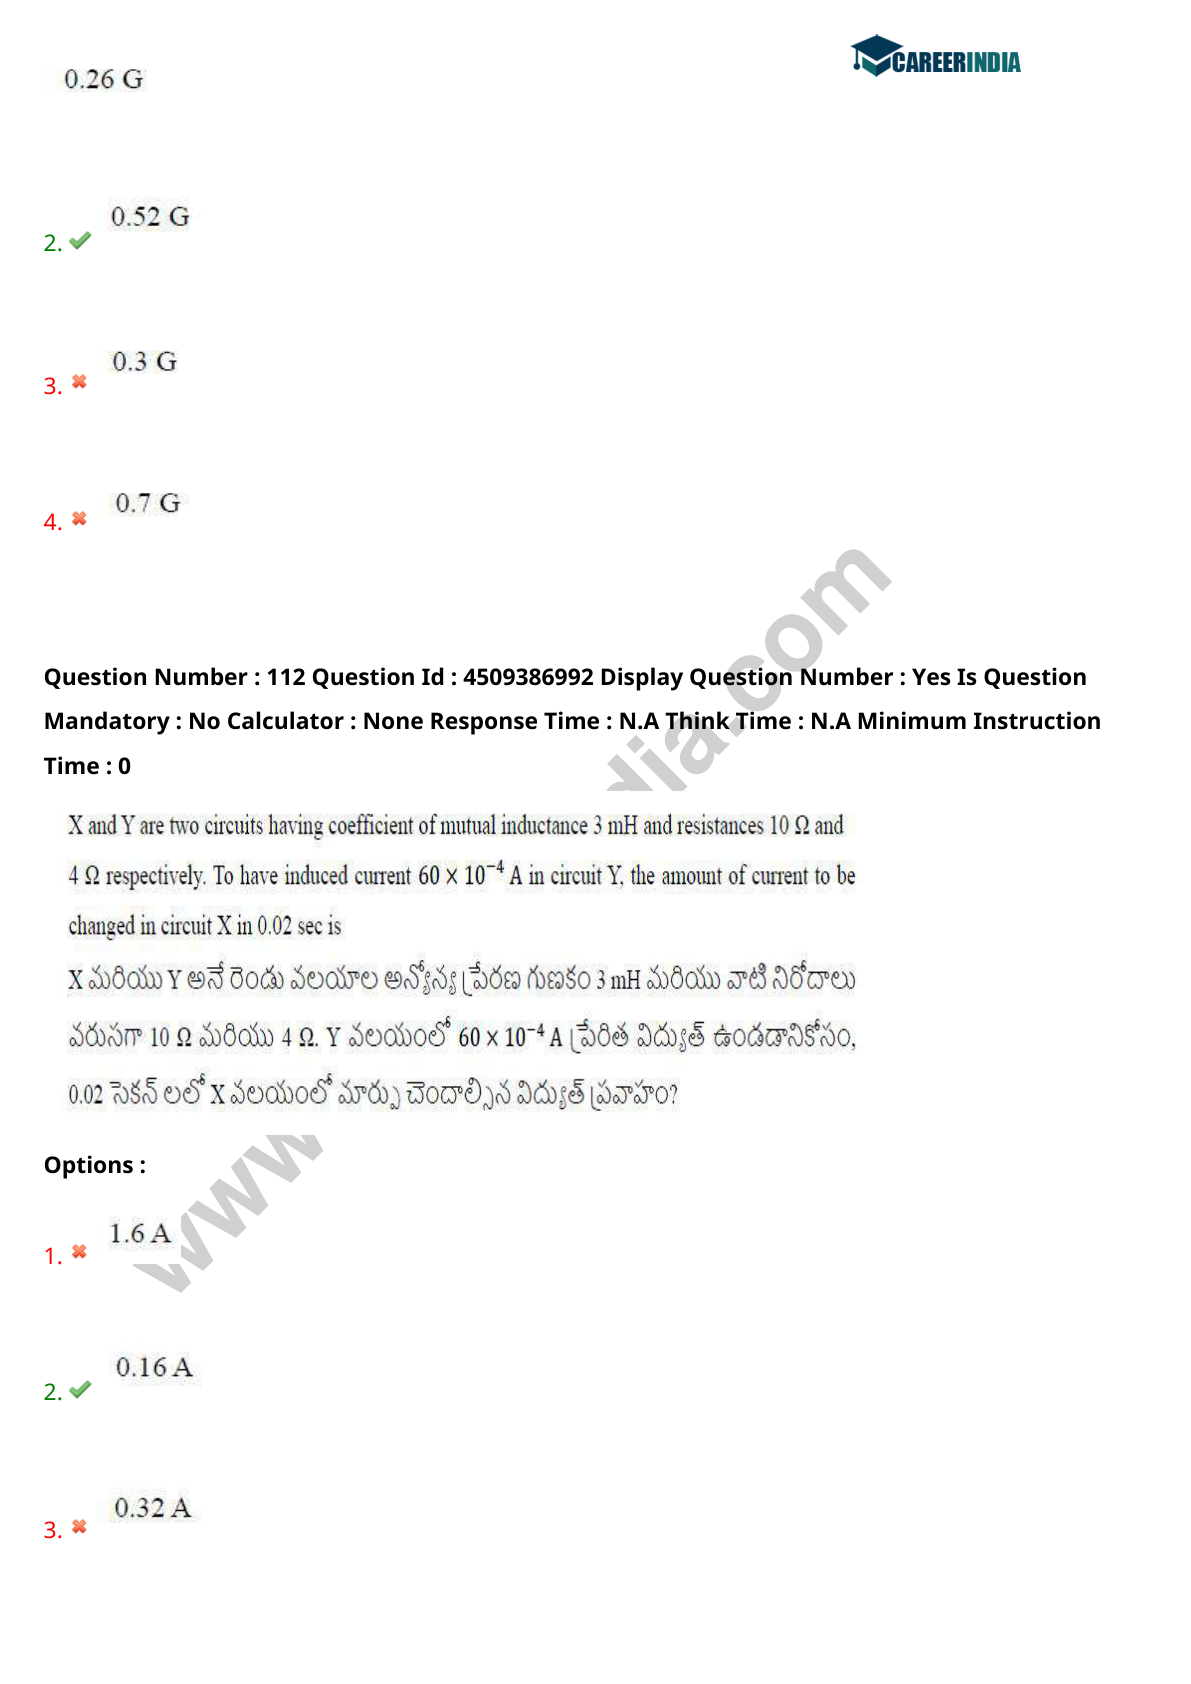 CAREERINDIA
0.26 G
0.52 G
2.
0.3 G
3.
0.7 G
4.
Question Number : 112 Question Id : 4509386992 Display Question Number : Yes Is Question
Mandatory : No Calculator : None Response Time : N.A Think Time : N.A Minimum Instruction
Time : 0
X and Y are two circuits having coefficient of mutual inductance 3 mH and resistances 10 Ω and
4 Ω respectively. To have induced current 60 × 10⁻⁴ A in circuit Y, the amount of current to be
changed in circuit X in 0.02 sec is
X మరియు Y అనే రెండు వలయాల అన్యోన్య ప్రేరణ గుణకం 3 mH మరియు వాటి నిరోదాలు
వరుసగా 10 Ω మరియు 4 Ω. Y వలయంలో 60 × 10⁻⁴ A ప్రేరిత విద్యుత్ ఉండడానికోసం,
0.02 సెకన్ లలో X వలయంలో మార్పు చెందాల్సిన విద్యుత్ ప్రవాహం?
Options :
1.6 A
1.
0.16 A
2.
0.32 A
3.